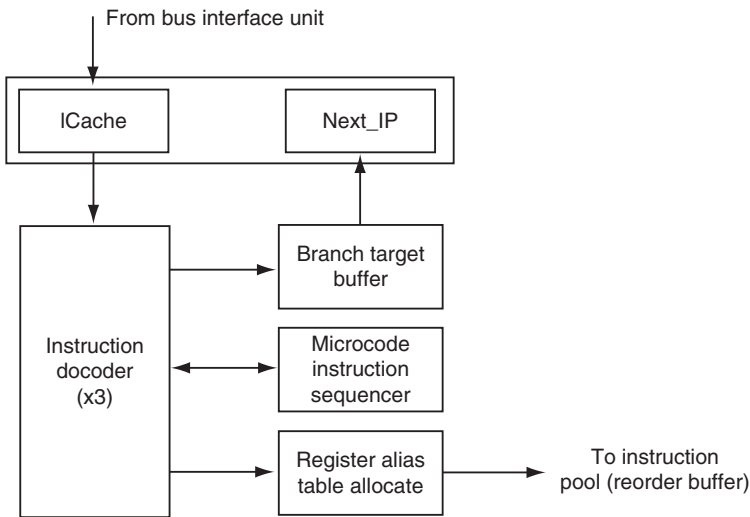 From bus interface unit
ICache
Next_IP
Branch target
buffer
Instruction
docoder
(x3)
Microcode
instruction
sequencer
Register alias
table allocate
To instruction
pool (reorder buffer)